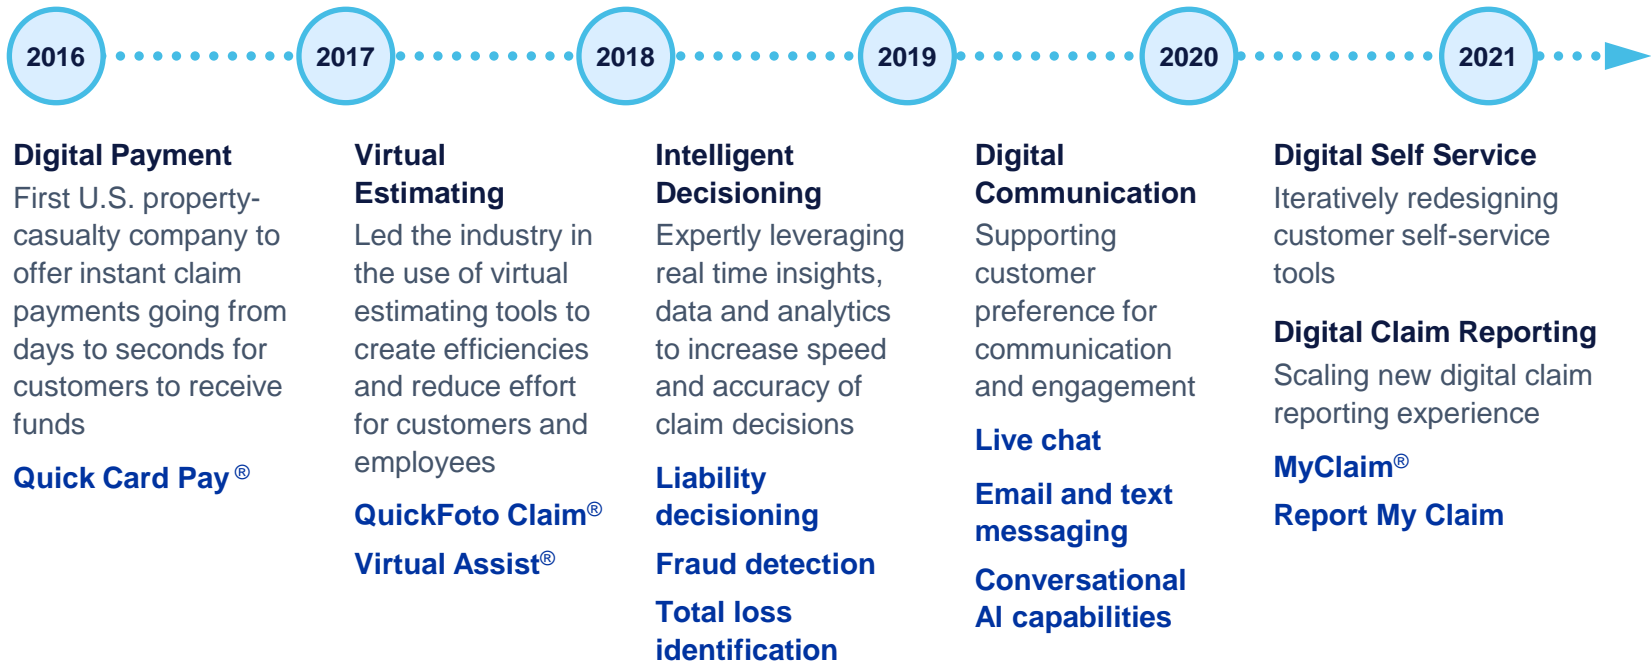 2016
2017
2018
2019
2020
2021
Digital Payment
First U.S. property-
casualty company to
offer instant claim
payments going from
days to seconds for
customers to receive
funds
Quick Card Pay ®
Virtual
Estimating
Led the industry in
the use of virtual
estimating tools to
create efficiencies
and reduce effort
for customers and
employees
QuickFoto Claim®
Virtual Assist®
Intelligent
Decisioning
Expertly leveraging
real time insights,
data and analytics
to increase speed
and accuracy of
claim decisions
Liability
decisioning
Fraud detection
Total loss
identification
Digital
Communication
Supporting
customer
preference for
communication
and engagement
Live chat
Email and text
messaging
Conversational
AI capabilities
Digital Self Service
Iteratively redesigning
customer self-service
tools
Digital Claim Reporting
Scaling new digital claim
reporting experience
MyClaim®
Report My Claim